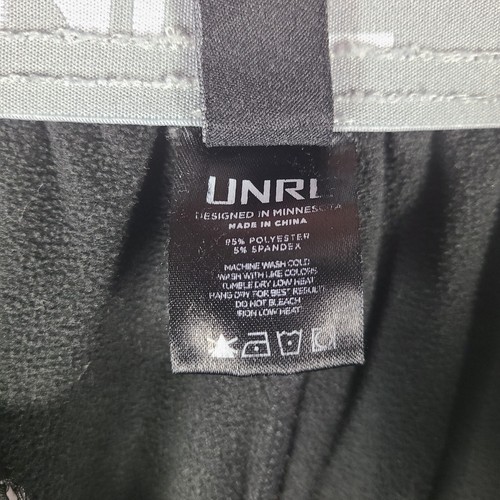 UNRL
DESIGNED IN MINNESOTA
MADE IN CHINA
95% POLYESTER
5% SPANDEX
MACHINE WASH COLD
WASH WITH LIKE COLORS
TUMBLE DRY LOW HEAT
HANG DRY FOR BEST RESULT
DO NOT BLEACH
IRON LOW HEAT